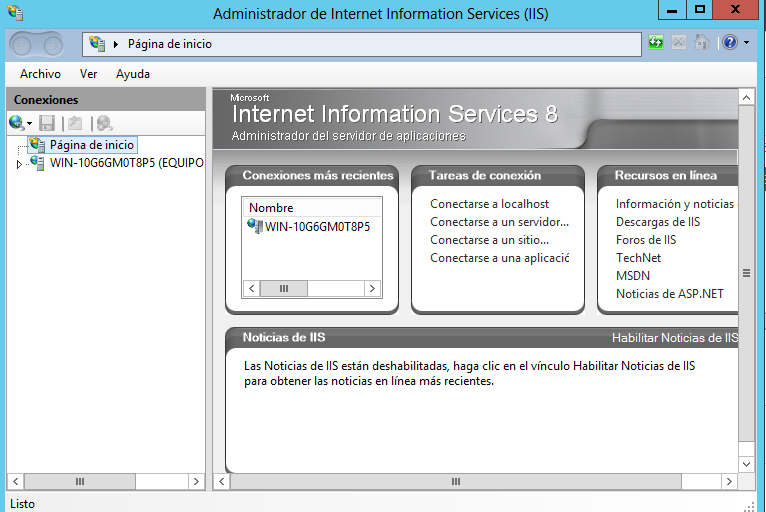 Administrador de Internet Information Services (IIS)
Página de inicio
Archivo Ver Ayuda
Conexiones
Página de inicio
WIN-10G6GM0T8P5 (EQUIPO
Microsoft
Internet Information Services 8
Administrador del servidor de aplicaciones
Conexiones más recientes
Nombre
WIN-10G6GM0T8P5
Tareas de conexión
Conectarse a localhost
Conectarse a un servidor...
Conectarse a un sitio...
Conectarse a una aplicació
Recursos en línea
Información y noticias
Descargas de IIS
Foros de IIS
TechNet
MSDN
Noticias de ASP.NET
Noticias de IIS
Habilitar Noticias de IIS
Las Noticias de IIS están deshabilitadas, haga clic en el vínculo Habilitar Noticias de IIS
para obtener las noticias en línea más recientes.
Listo